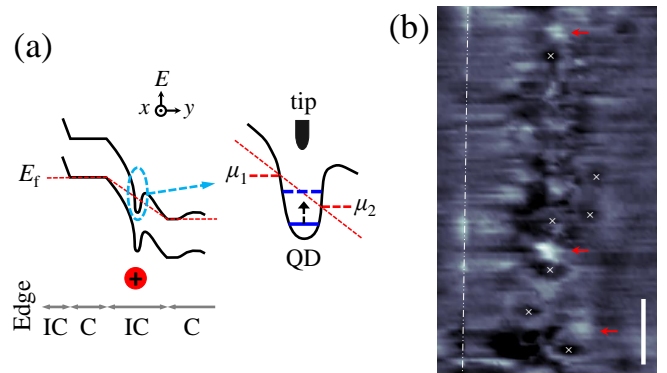 (a)
E
x y
E_f
tip
μ_1
μ_2
QD
+
Edge
IC C IC C
(b)
× 
×
×
×
×
×
×